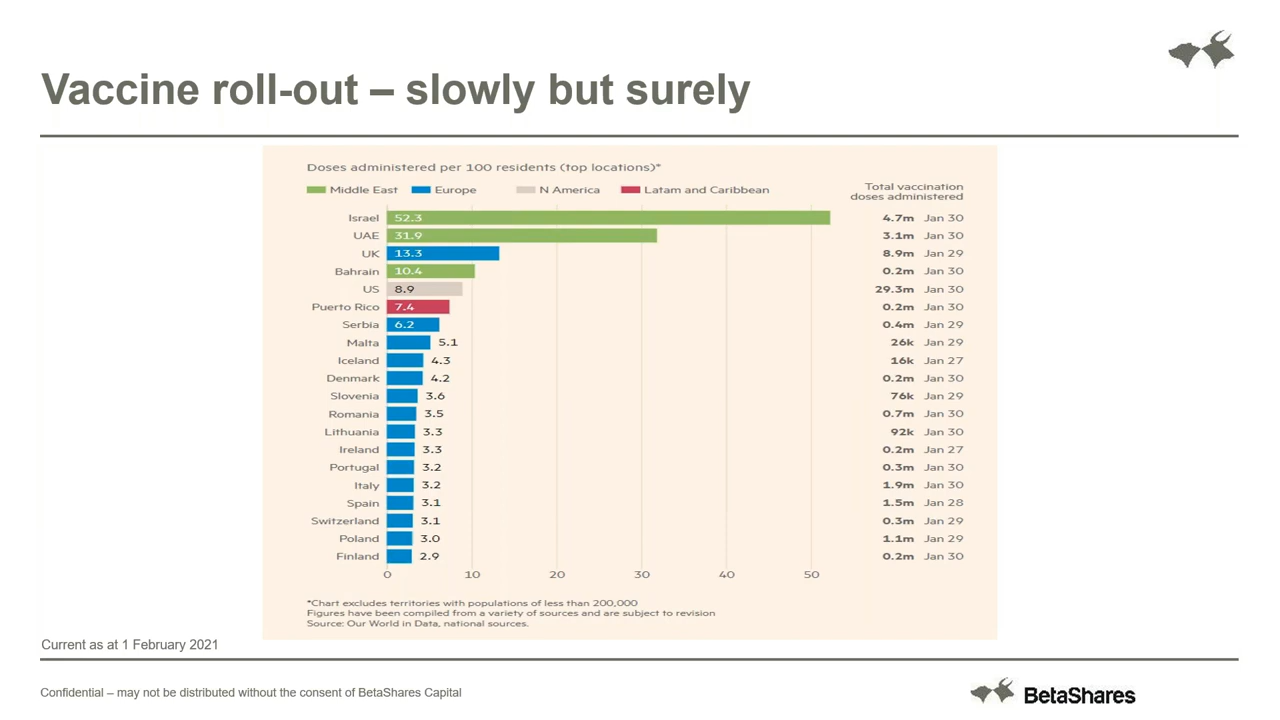 Vaccine roll-out – slowly but surely
Doses administered per 100 residents (top locations)*
Middle East Europe N America Latam and Caribbean
Total vaccination
doses administered
Israel 52.3 4.7m Jan 30
UAE 31.9 3.1m Jan 30
UK 13.3 8.9m Jan 29
Bahrain 10.4 0.2m Jan 30
US 8.9 29.3m Jan 30
Puerto Rico 7.4 0.2m Jan 30
Serbia 6.2 0.4m Jan 29
Malta 5.1 26k Jan 29
Iceland 4.3 16k Jan 27
Denmark 4.2 0.2m Jan 30
Slovenia 3.6 76k Jan 29
Romania 3.5 0.7m Jan 30
Lithuania 3.3 92k Jan 30
Ireland 3.3 0.2m Jan 27
Portugal 3.2 0.3m Jan 30
Italy 3.2 1.9m Jan 30
Spain 3.1 1.5m Jan 28
Switzerland 3.1 0.3m Jan 29
Poland 3.0 1.1m Jan 29
Finland 2.9 0.2m Jan 30
0 10 20 30 40 50
*Chart excludes territories with populations of less than 200,000
Figures have been compiled from a variety of sources and are subject to revision
Source: Our World in Data, national sources.
Current as at 1 February 2021
Confidential – may not be distributed without the consent of BetaShares Capital
BetaShares